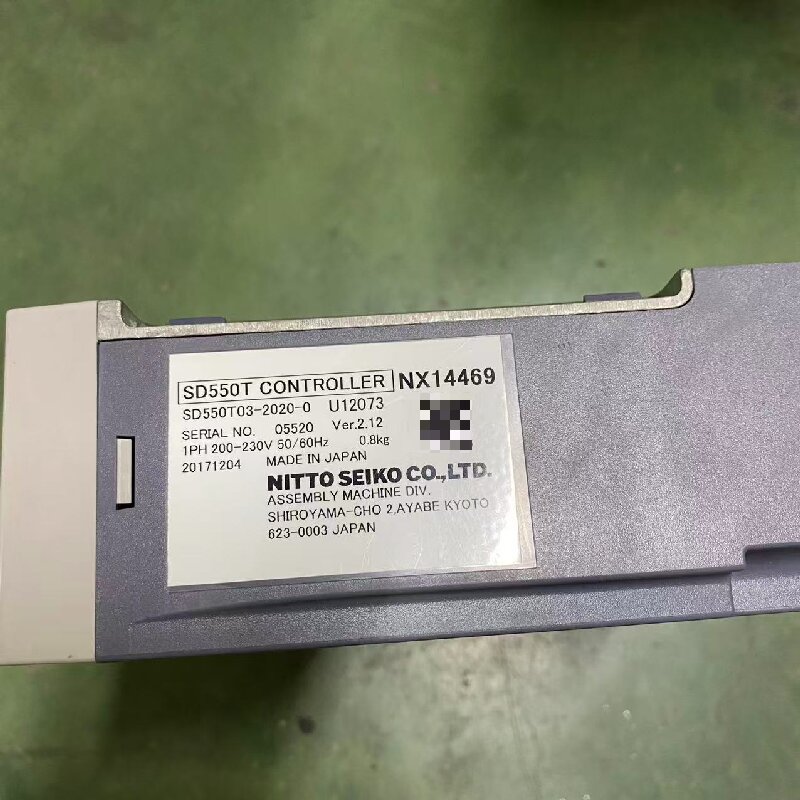 SD550T CONTROLLER NX14469
SD550T03-2020-0 U12073
SERIAL NO. 05520 Ver.2.12
1PH 200-230V 50/60Hz 0.8kg
20171204 MADE IN JAPAN
NITTO SEIKO CO.,LTD.
ASSEMBLY MACHINE DIV.
SHIROYAMA-CHO 2,AYABE KYOTO
623-0003 JAPAN